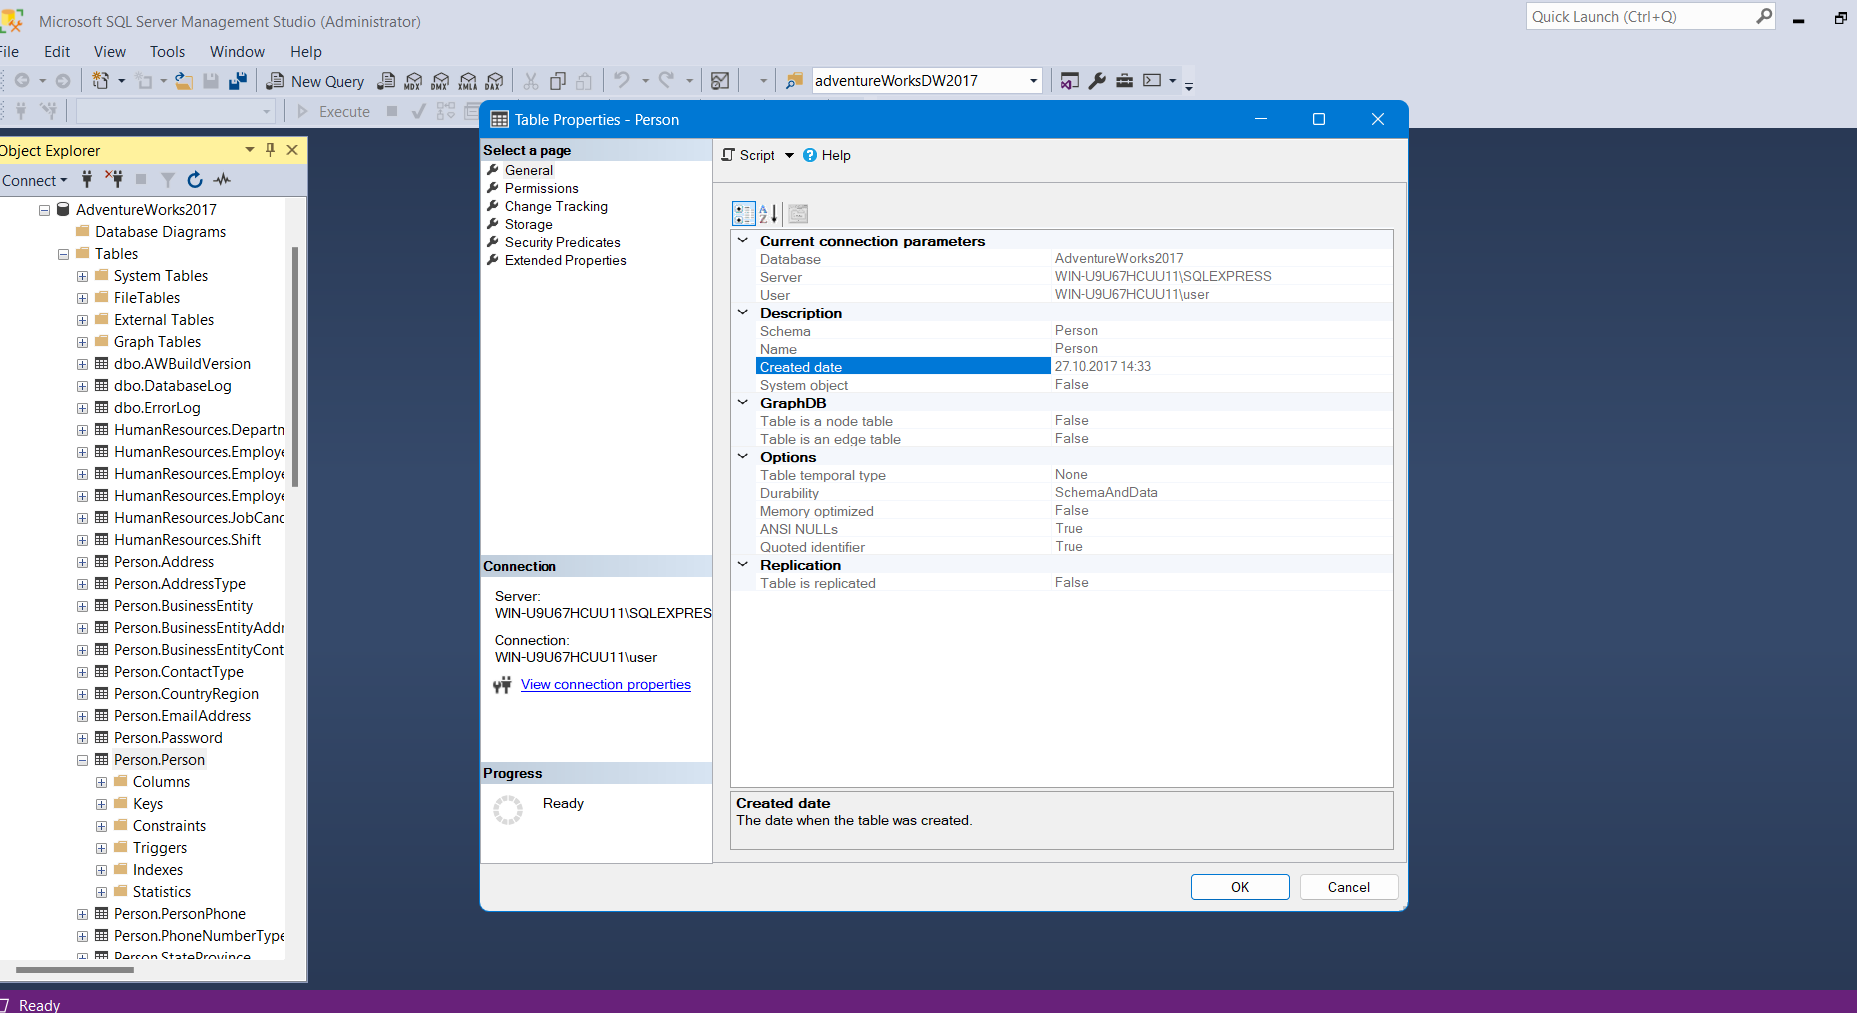 Microsoft SQL Server Management Studio (Administrator)
Quick Launch (Ctrl+Q)
File Edit View Tools Window Help
New Query MDX DMX XMLA DAX adventureWorksDW2017
Execute
Object Explorer
Connect
AdventureWorks2017
Database Diagrams
Tables
System Tables
FileTables
External Tables
Graph Tables
dbo.AWBuildVersion
dbo.DatabaseLog
dbo.ErrorLog
HumanResources.Departn
HumanResources.Employe
HumanResources.Employe
HumanResources.Employe
HumanResources.JobCanc
HumanResources.Shift
Person.Address
Person.AddressType
Person.BusinessEntity
Person.BusinessEntityAddr
Person.BusinessEntityCont
Person.ContactType
Person.CountryRegion
Person.EmailAddress
Person.Password
Person.Person
Columns
Keys
Constraints
Triggers
Indexes
Statistics
Person.PersonPhone
Person.PhoneNumberType
Person.StateProvince
Table Properties - Person
Select a page
General
Permissions
Change Tracking
Storage
Security Predicates
Extended Properties
Connection
Server:
WIN-U9U67HCUU11\SQLEXPRES
Connection:
WIN-U9U67HCUU11\user
View connection properties
Progress
Ready
Script Help
Current connection parameters
Database AdventureWorks2017
Server WIN-U9U67HCUU11\SQLEXPRESS
User WIN-U9U67HCUU11\user
Description
Schema Person
Name Person
Created date 27.10.2017 14:33
System object False
GraphDB
Table is a node table False
Table is an edge table False
Options
Table temporal type None
Durability SchemaAndData
Memory optimized False
ANSI NULLs True
Quoted identifier True
Replication
Table is replicated False
Created date
The date when the table was created.
OK Cancel
Ready